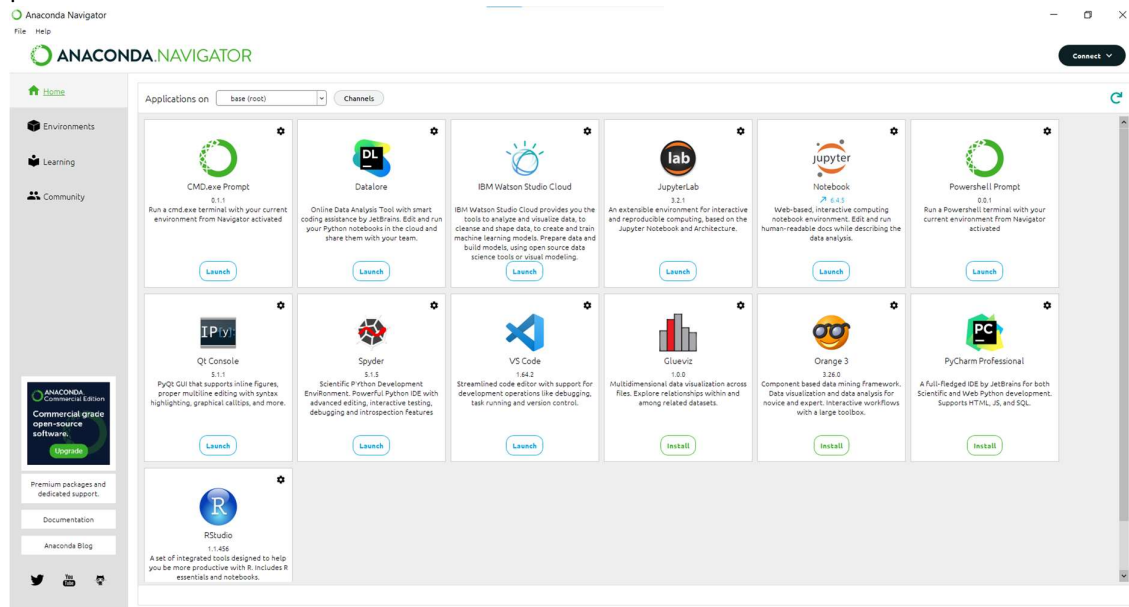 Anaconda Navigator
File Help
ANACONDA.NAVIGATOR
Connect
Home
Environments
Learning
Community
Applications on base (root) Channels
CMD.exe Prompt
0.1.1
Run a cmd.exe terminal with your current
environment from Navigator activated
Launch
DL
Datalore
Online Data Analysis Tool with smart
coding assistance by JetBrains. Edit and run
your Python notebooks in the cloud and
share them with your team.
Launch
IBM Watson Studio Cloud
IBM Watson Studio Cloud provides you the
tools to analyze and visualize data, to
cleanse and shape data, to create and train
machine learning models. Prepare data and
build models, using open source data
science tools or visual modeling.
Launch
lab
JupyterLab
3.2.1
An extensible environment for interactive
and reproducible computing, based on the
Jupyter Notebook and Architecture.
Launch
jupyter
Notebook
6.4.5
Web-based, interactive computing
notebook environment. Edit and run
human-readable docs while describing the
data analysis.
Launch
Powershell Prompt
0.0.1
Run a Powershell terminal with your
current environment from Navigator
activated
Launch
IP[y]:
Qt Console
5.1.1
PyQt GUI that supports inline figures,
proper multiline editing with syntax
highlighting, graphical calltips, and more.
Launch
Spyder
5.1.5
Scientific PYthon Development
EnviRonment. Powerful Python IDE with
advanced editing, interactive testing,
debugging and introspection features
Launch
VS Code
1.64.2
Streamlined code editor with support for
development operations like debugging,
task running and version control.
Launch
Glueviz
1.0.0
Multidimensional data visualization across
files. Explore relationships within and
among related datasets.
Install
Orange 3
3.26.0
Component based data mining framework.
Data visualization and data analysis for
novice and expert. Interactive workflows
with a large toolbox.
Install
PC
PyCharm Professional
A full-fledged IDE by JetBrains for both
Scientific and Web Python development.
Supports HTML, JS, and SQL.
Install
R
RStudio
1.1.456
A set of integrated tools designed to help
you be more productive with R. Includes R
essentials and notebooks.
ANACONDA
Commercial Edition
Commercial grade
open-source
software.
Upgrade
Premium packages and
dedicated support.
Documentation
Anaconda Blog
You
Tube